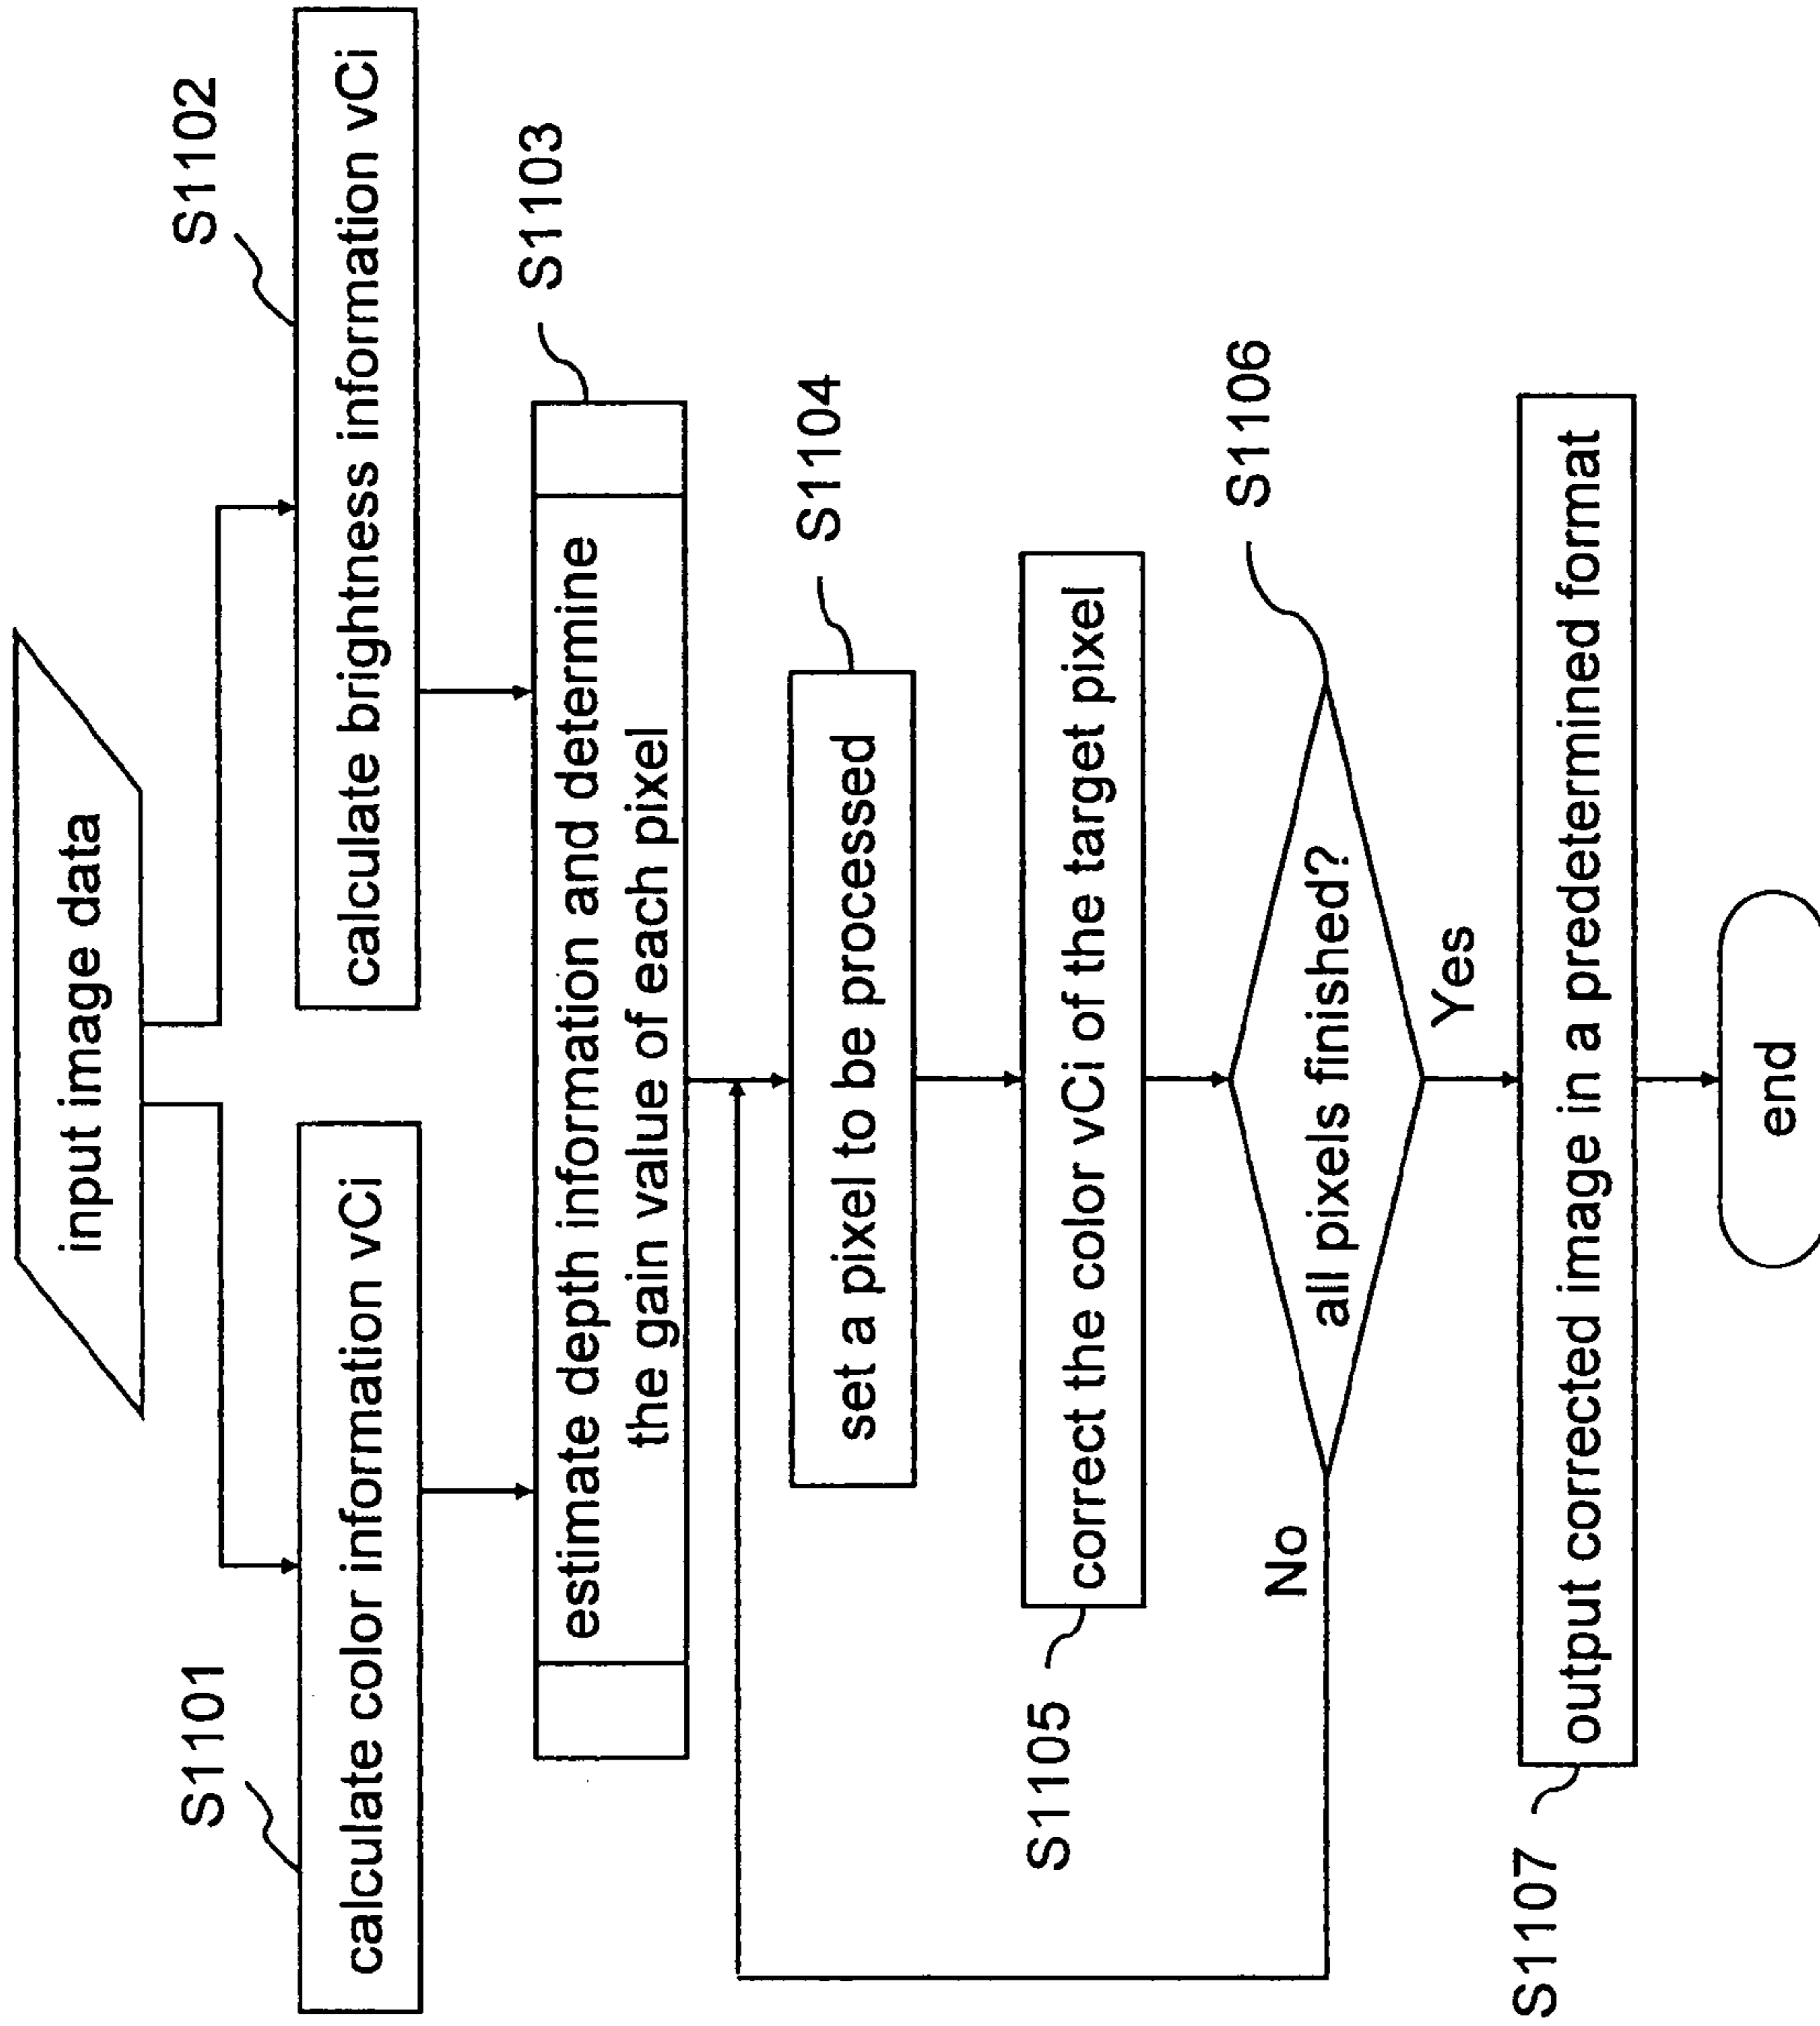 input image data
S1101
calculate color information vCi
S1102
calculate brightness information vCi
S1103
estimate depth information and determine
the gain value of each pixel
S1104
set a pixel to be processed
S1105
correct the color vCi of the target pixel
S1106
all pixels finished?
No
Yes
S1107
output corrected image in a predetermined format
end